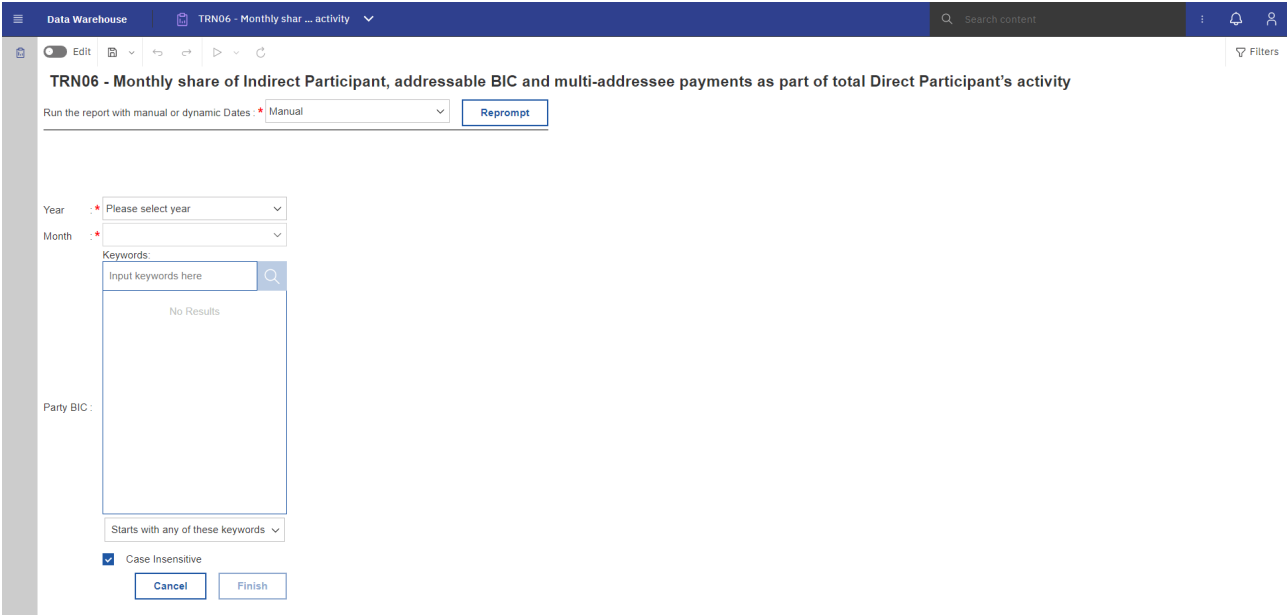 Data Warehouse
TRN06 - Monthly shar ... activity
Search content
Edit
Filters
TRN06 - Monthly share of Indirect Participant, addressable BIC and multi-addressee payments as part of total Direct Participant's activity
Run the report with manual or dynamic Dates : * Manual
Reprompt
Year : * Please select year
Month : *
Keywords:
Input keywords here
No Results
Party BIC :
Starts with any of these keywords
Case Insensitive
Cancel Finish